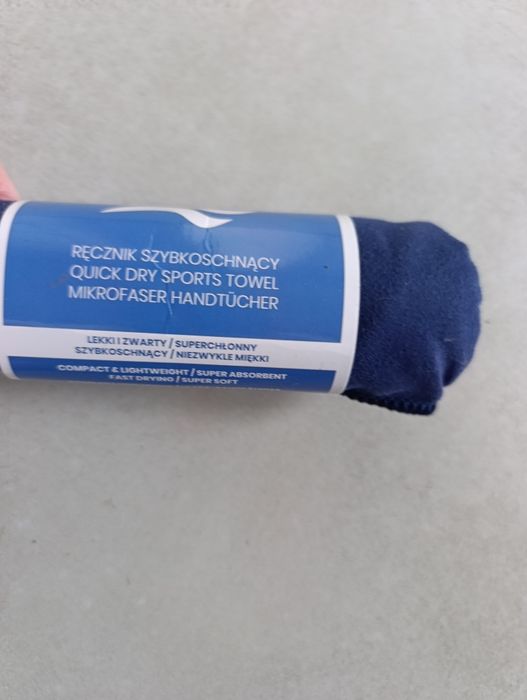 RĘCZNIK SZYBKOSCHNĄCY
QUICK DRY SPORTS TOWEL
MIKROFASER HANDTÜCHER
LEKKI I ZWARTY / SUPERCHŁONNY
SZYBKOSCHNĄCY / NIEZWYKLE MIĘKKI
COMPACT & LIGHTWEIGHT / SUPER ABSORBENT
FAST DRYING / SUPER SOFT